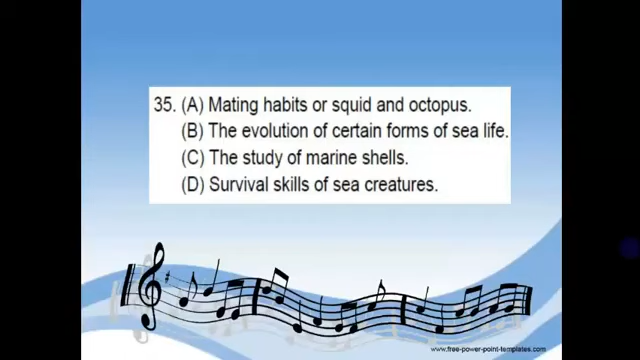 35. (A) Mating habits or squid and octopus.
(B) The evolution of certain forms of sea life.
(C) The study of marine shells.
(D) Survival skills of sea creatures.
www.free-power-point-templates.com